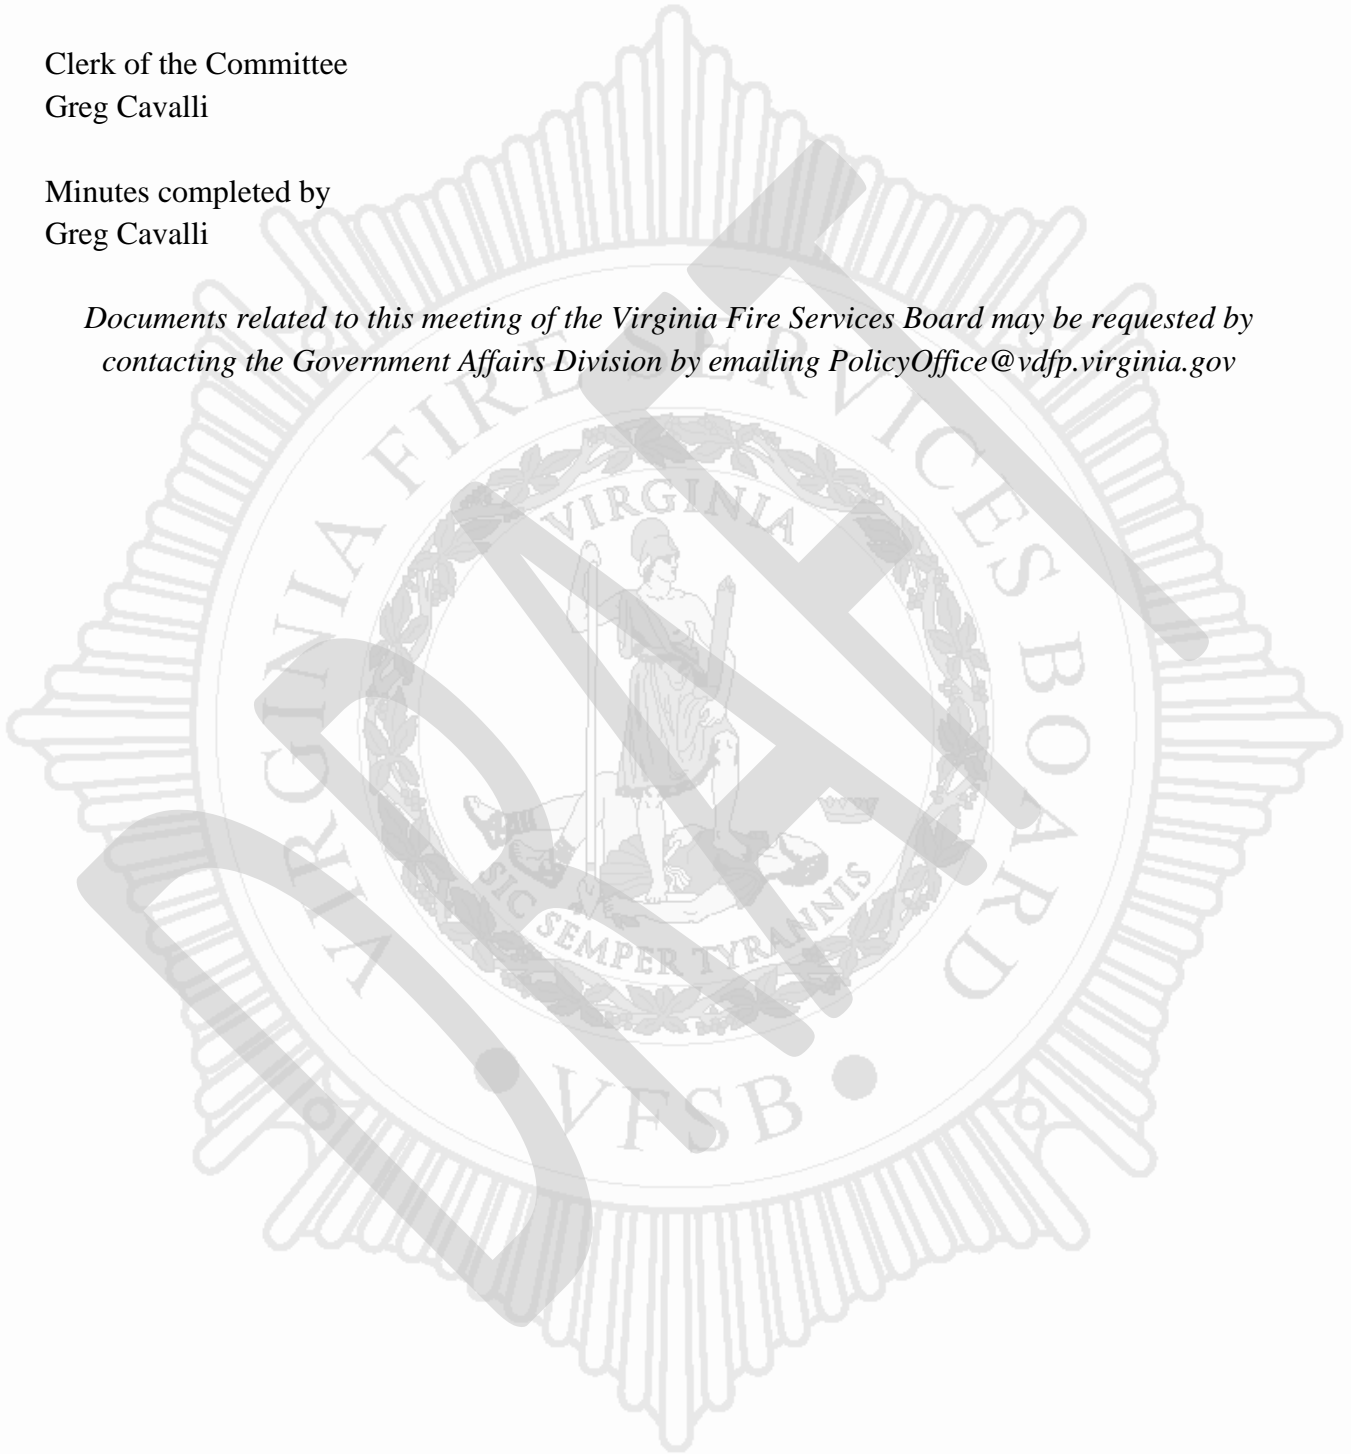 Clerk of the Committee
Greg Cavalli
Minutes completed by
Greg Cavalli
Documents related to this meeting of the Virginia Fire Services Board may be requested by
contacting the Government Affairs Division by emailing PolicyOffice@vdfp.virginia.gov
VIRGINIA FIRE SERVICES BOARD
VIRGINIA
SIC SEMPER TYRANNIS
• VFSB •
DRAFT